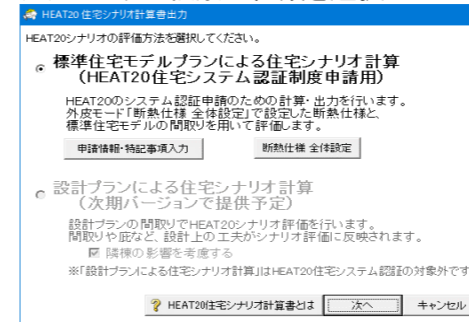 HEAT20 住宅シナリオ計算書出力
HEAT20シナリオの評価方法を選択してください。
標準住宅モデルプランによる住宅シナリオ計算
（HEAT20住宅システム認証制度申請用）
HEAT20のシステム認証申請のための計算・出力を行います。
外皮モード「断熱仕様 全体設定」で設定した断熱仕様と、
標準住宅モデルの間取りを用いて評価します。
申請情報・特記事項入力 断熱仕様 全体設定
設計プランによる住宅シナリオ計算
（次期バージョンで提供予定）
設計プランの間取りでHEAT20シナリオ評価を行います。
間取りや庇など、設計上の工夫がシナリオ評価に反映されます。
隣棟の影響を考慮する
※「設計プランによる住宅シナリオ計算」はHEAT20住宅システム認証の対象外です
HEAT20住宅シナリオ計算書とは 次へ キャンセル